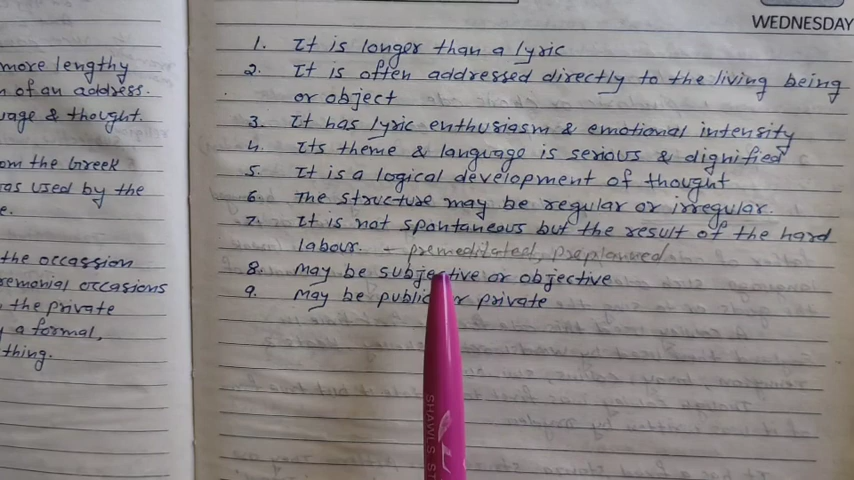 more lengthy
of an address.
& thought.
from the Greek
was used by the
the occassion
ceremonial occasions
the private
a formal,
thing.
WEDNESDAY
1. It is longer than a lyric
2. It is often addressed directly to the living being
or object
3. It has lyric enthusiasm & emotional intensity
4. Its theme & language is serious & dignified
5. It is a logical development of thought
6. The structure may be regular or irregular.
7. It is not spontaneous but the result of the hard
labour. - premeditated, preplanned
8. May be subjective or objective
9. May be public or private
SHAWLS